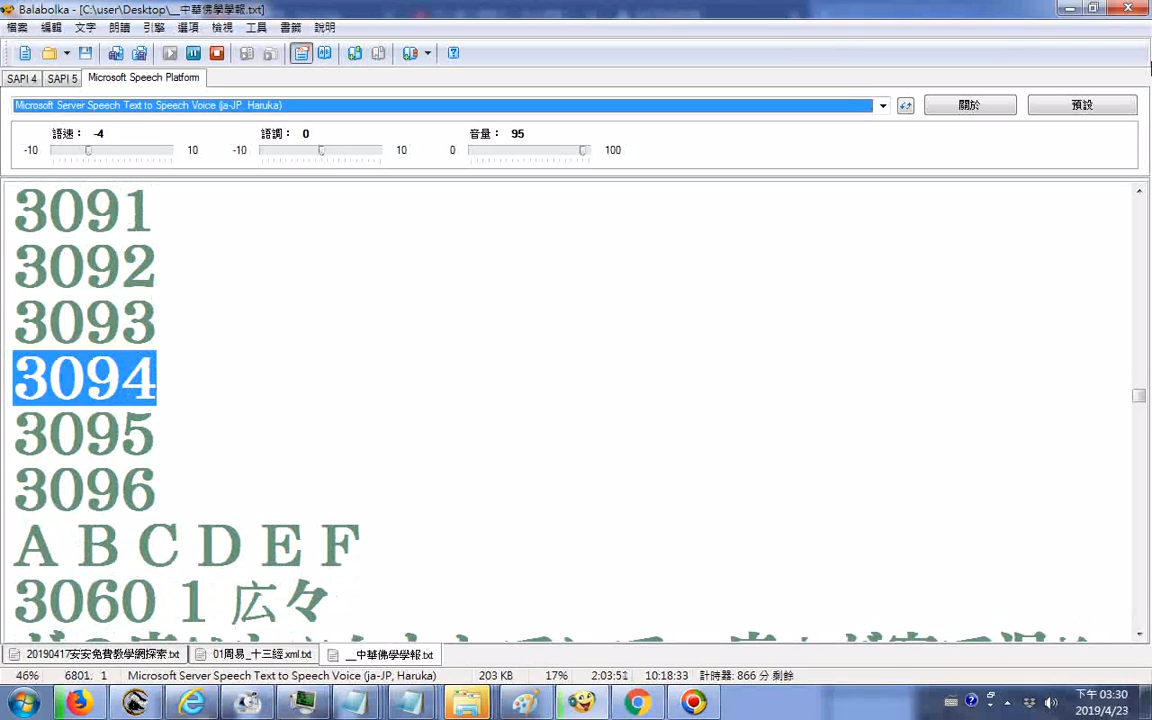 Balabolka - [C:\user\Desktop\__中華佛學學報.txt]
檔案 編輯 文字 朗讀 引擎 選項 檢視 工具 書籤 說明
SAPI 4 SAPI 5 Microsoft Speech Platform
Microsoft Server Speech Text to Speech Voice (ja-JP, Haruka) 關於 預設
語速： -4 語調： 0 音量： 95
-10 10 -10 10 0 100
3091
3092
3093
3094
3095
3096
A B C D E F
3060 1 広々
20190417安安免費教學網探索.txt 01周易_十三經.xml.txt __中華佛學學報.txt
46% 6801: 1 Microsoft Server Speech Text to Speech Voice (ja-JP, Haruka) 203 KB 17% 2:03:51 10:18:33 計時器: 866 分 剩餘
下午 03:30
2019/4/23